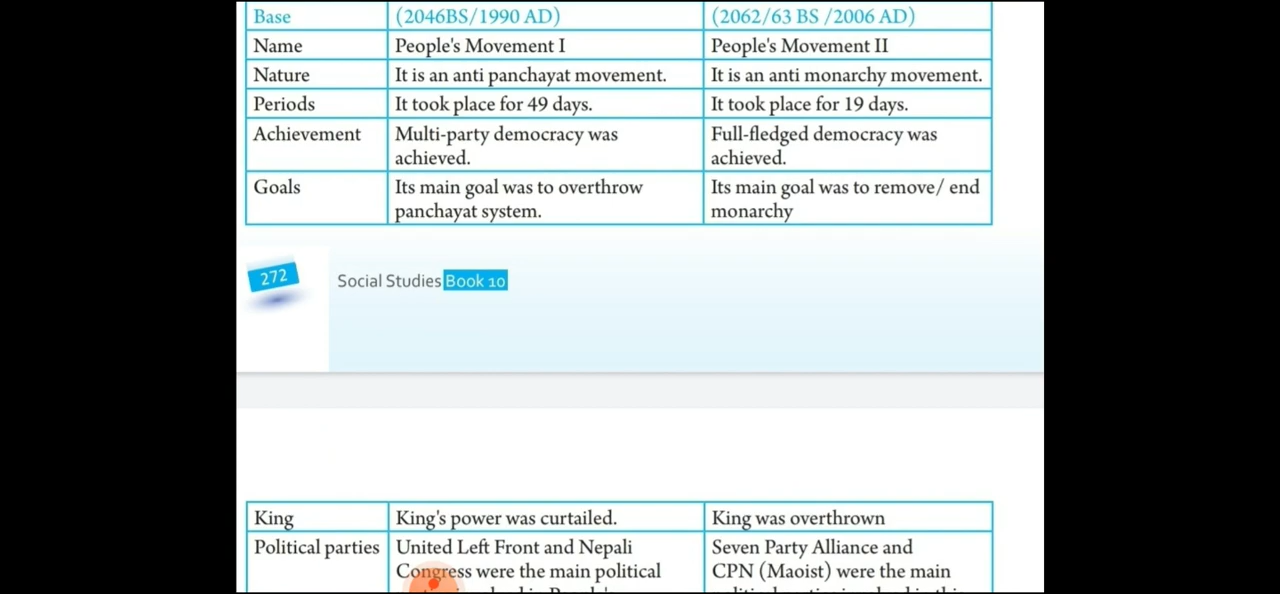 Base (2046BS/1990 AD) (2062/63 BS /2006 AD)
Name People's Movement I People's Movement II
Nature It is an anti panchayat movement. It is an anti monarchy movement.
Periods It took place for 49 days. It took place for 19 days.
Achievement Multi-party democracy was Full-fledged democracy was
achieved. achieved.
Goals Its main goal was to overthrow Its main goal was to remove/ end
panchayat system. monarchy
272 Social Studies Book 10
King King's power was curtailed. King was overthrown
Political parties United Left Front and Nepali Seven Party Alliance and
Congress were the main political CPN (Maoist) were the main